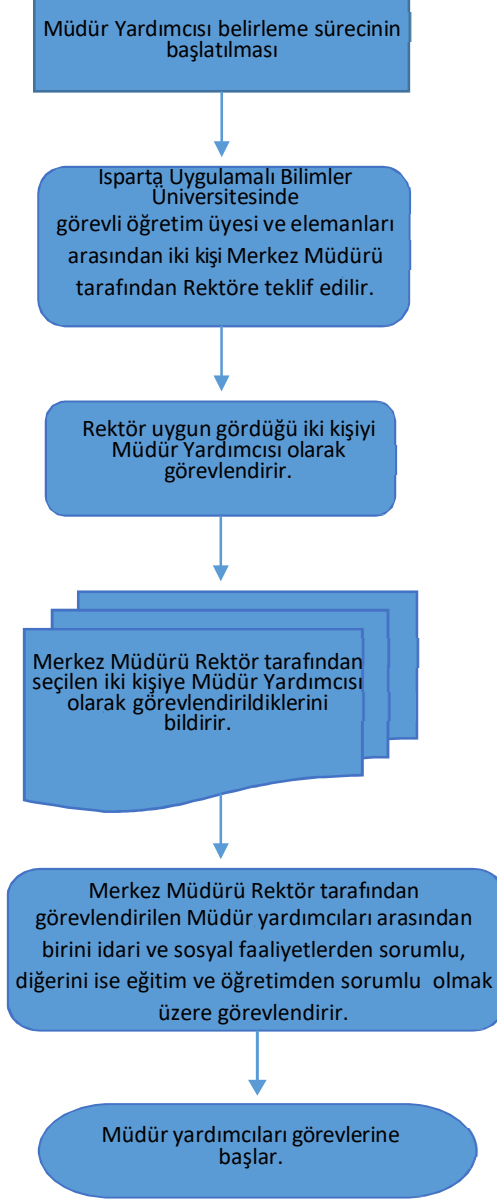 Müdür Yardımcısı belirleme sürecinin
başlatılması
Isparta Uygulamalı Bilimler
Üniversitesinde
görevli öğretim üyesi ve elemanları
arasından iki kişi Merkez Müdürü
tarafından Rektöre teklif edilir.
Rektör uygun gördüğü iki kişiyi
Müdür Yardımcısı olarak
görevlendirir.
Merkez Müdürü Rektör tarafından
seçilen iki kişiye Müdür Yardımcısı
olarak görevlendirildiklerini
bildirir.
Merkez Müdürü Rektör tarafından
görevlendirilen Müdür yardımcıları arasından
birini idari ve sosyal faaliyetlerden sorumlu,
diğerini ise eğitim ve öğretimden sorumlu olmak
üzere görevlendirir.
Müdür yardımcıları görevlerine
başlar.